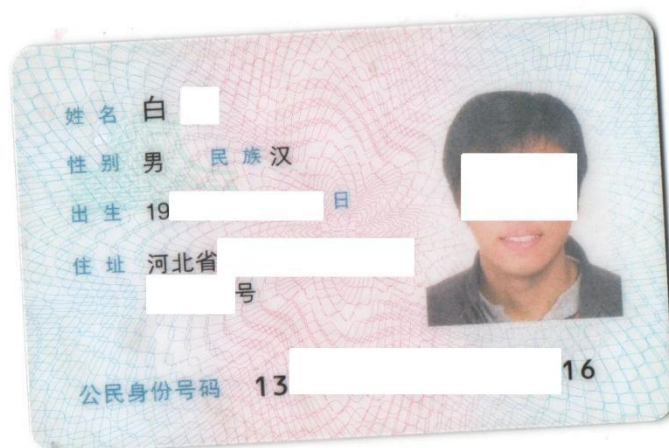 姓名 白
性别 男 民族 汉
出生 19 日
住址 河北省
号
公民身份号码 13 16